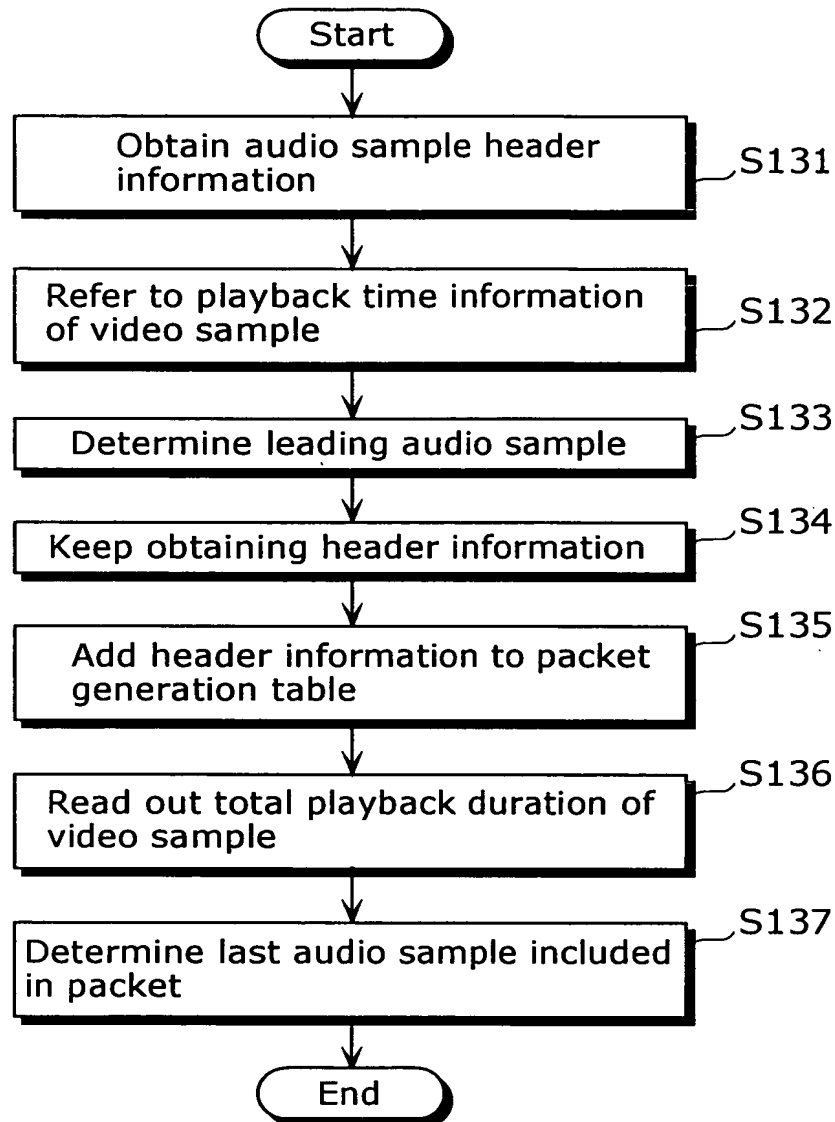 Start
Obtain audio sample header
information
S131
Refer to playback time information
of video sample
S132
Determine leading audio sample
S133
Keep obtaining header information
S134
Add header information to packet
generation table
S135
Read out total playback duration of
video sample
S136
Determine last audio sample included
in packet
S137
End